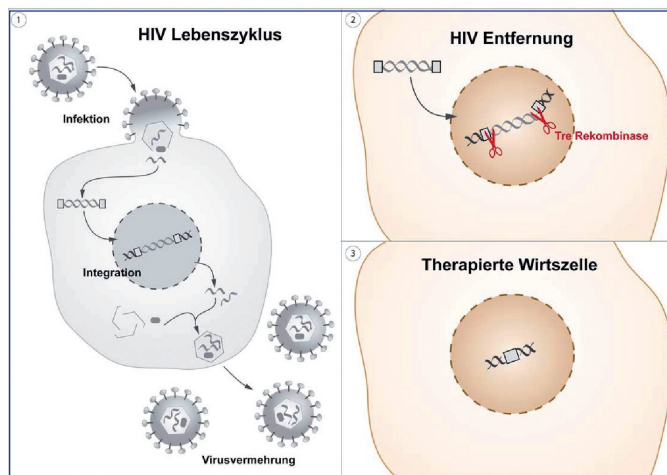 1
HIV Lebenszyklus
Infektion
Integration
Virusvermehrung
2
HIV Entfernung
Tre Rekombinase
3
Therapierte Wirtszelle